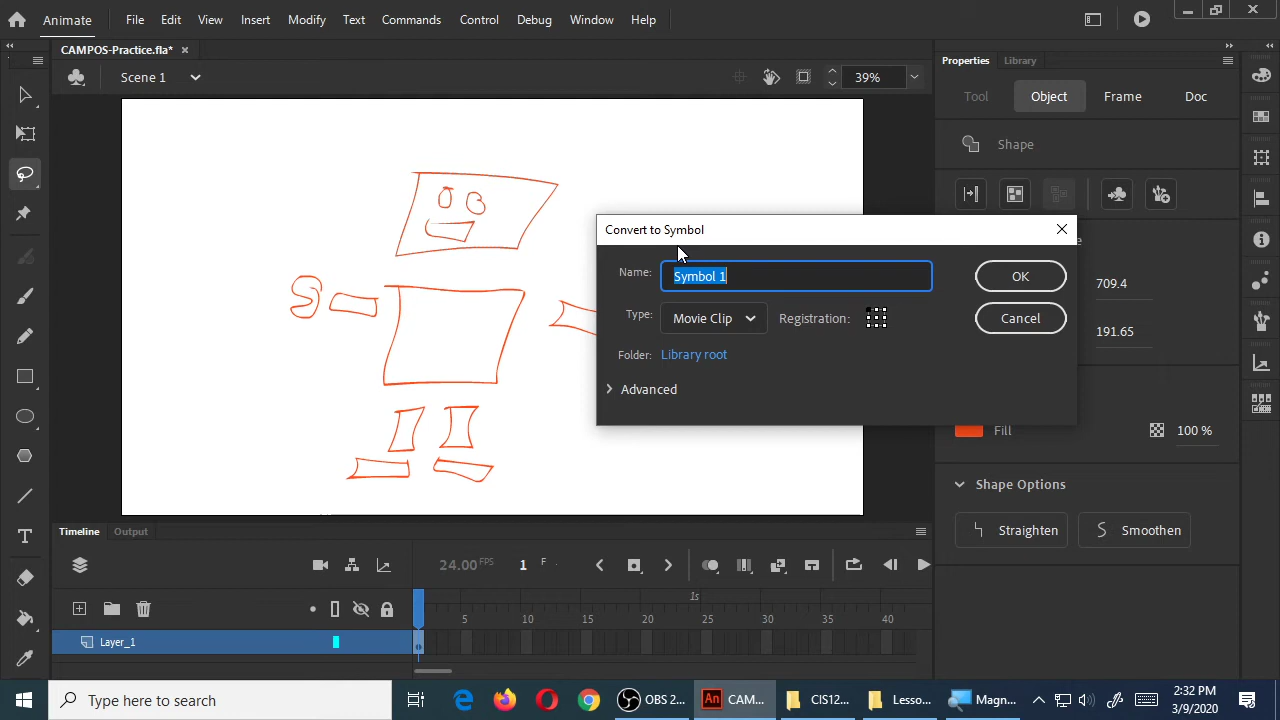 Animate File Edit View Insert Modify Text Commands Control Debug Window Help
CAMPOS-Practice.fla*
Scene 1
39%
Properties Library
Tool Object Frame Doc
Shape
Convert to Symbol
Name: Symbol 1 OK
709.4
Type: Movie Clip Registration: Cancel
191.65
Folder: Library root
Advanced
Fill 100 %
Shape Options
Straighten Smoothen
Timeline Output
24.00 FPS 1 F
1s
5 10 15 20 25 30 35 40
Layer_1
Type here to search
OBS 2... CAM... CIS12... Lesso... Magn...
2:32 PM
3/9/2020